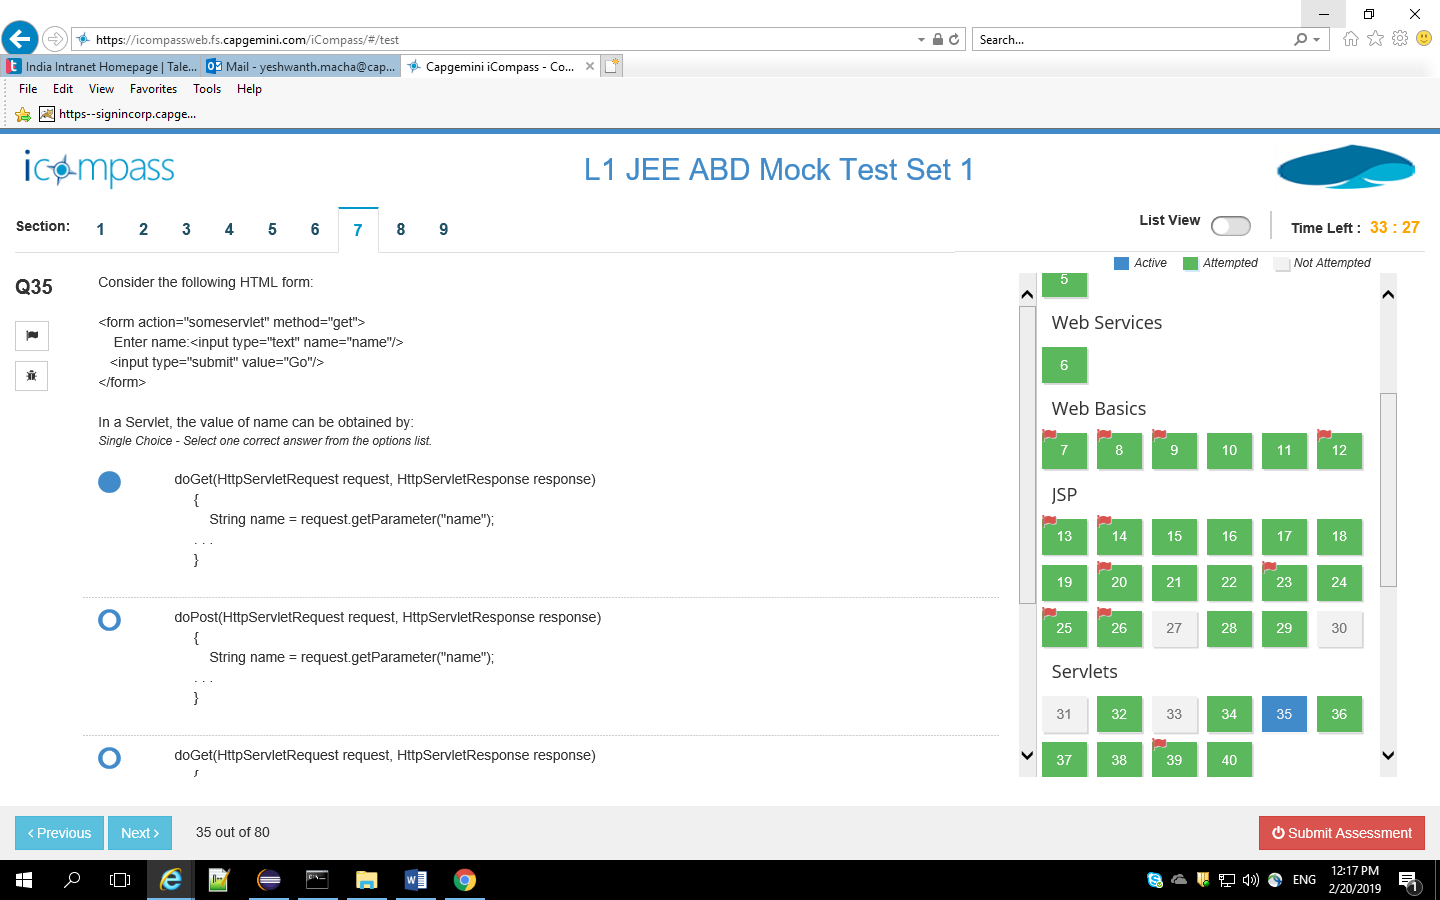 https://icompassweb.fs.capgemini.com/iCompass/#/test
Search...
India Intranet Homepage | Tale...
Mail - yeshwanth.macha@cap...
Capgemini iCompass - Co...
File Edit View Favorites Tools Help
https--signincorp.capge...
icompass
L1 JEE ABD Mock Test Set 1
Section: 1 2 3 4 5 6 7 8 9
List View
Time Left : 33 : 27
Active Attempted Not Attempted
Q35
Consider the following HTML form:
<form action="someservlet" method="get">
Enter name:<input type="text" name="name"/>
<input type="submit" value="Go"/>
</form>
In a Servlet, the value of name can be obtained by:
Single Choice - Select one correct answer from the options list.
doGet(HttpServletRequest request, HttpServletResponse response)
{
String name = request.getParameter("name");
. . .
}
doPost(HttpServletRequest request, HttpServletResponse response)
{
String name = request.getParameter("name");
. . .
}
doGet(HttpServletRequest request, HttpServletResponse response)
{
5
Web Services
6
Web Basics
7 8 9 10 11 12
JSP
13 14 15 16 17 18
19 20 21 22 23 24
25 26 27 28 29 30
Servlets
31 32 33 34 35 36
37 38 39 40
< Previous
Next >
35 out of 80
Submit Assessment
ENG
12:17 PM
2/20/2019
1